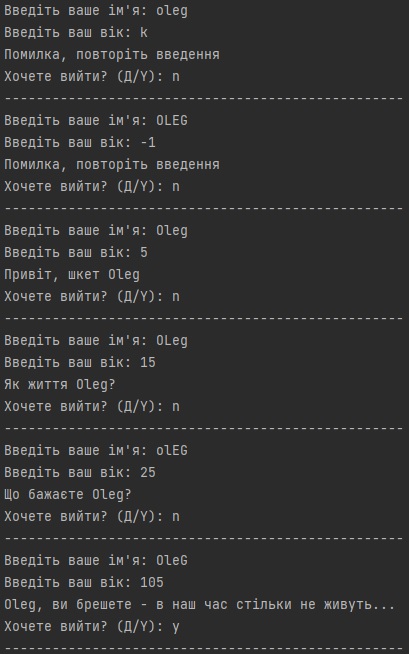 Введіть ваше ім'я: oleg
Введіть ваш вік: k
Помилка, повторіть введення
Хочете вийти? (Д/Y): n
--------------------------------------------------
Введіть ваше ім'я: OLEG
Введіть ваш вік: -1
Помилка, повторіть введення
Хочете вийти? (Д/Y): n
--------------------------------------------------
Введіть ваше ім'я: Oleg
Введіть ваш вік: 5
Привіт, шкет Oleg
Хочете вийти? (Д/Y): n
--------------------------------------------------
Введіть ваше ім'я: OLeg
Введіть ваш вік: 15
Як життя Oleg?
Хочете вийти? (Д/Y): n
--------------------------------------------------
Введіть ваше ім'я: olEG
Введіть ваш вік: 25
Що бажаєте Oleg?
Хочете вийти? (Д/Y): n
--------------------------------------------------
Введіть ваше ім'я: OleG
Введіть ваш вік: 105
Oleg, ви брешете - в наш час стільки не живуть...
Хочете вийти? (Д/Y): y
--------------------------------------------------